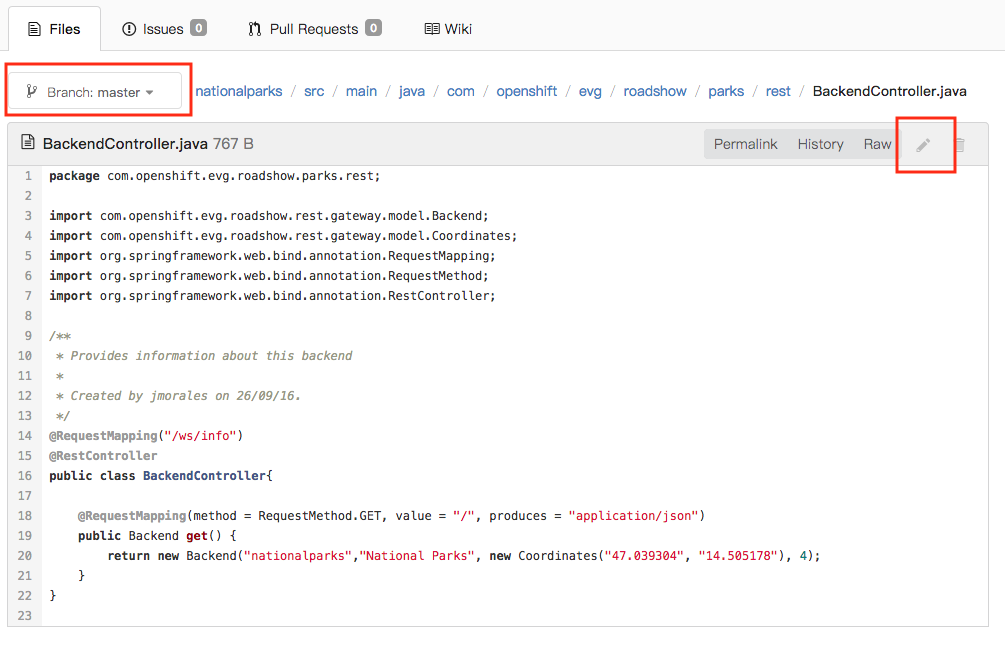 Files Issues 0 Pull Requests 0 Wiki
Branch: master nationalparks / src / main / java / com / openshift / evg / roadshow / parks / rest / BackendController.java
BackendController.java 767 B Permalink History Raw
1 package com.openshift.evg.roadshow.parks.rest;
2
3 import com.openshift.evg.roadshow.rest.gateway.model.Backend;
4 import com.openshift.evg.roadshow.rest.gateway.model.Coordinates;
5 import org.springframework.web.bind.annotation.RequestMapping;
6 import org.springframework.web.bind.annotation.RequestMethod;
7 import org.springframework.web.bind.annotation.RestController;
8
9 /**
10  * Provides information about this backend
11  *
12  * Created by jmorales on 26/09/16.
13  */
14 @RequestMapping("/ws/info")
15 @RestController
16 public class BackendController{
17
18     @RequestMapping(method = RequestMethod.GET, value = "/", produces = "application/json")
19     public Backend get() {
20         return new Backend("nationalparks","National Parks", new Coordinates("47.039304", "14.505178"), 4);
21     }
22 }
23